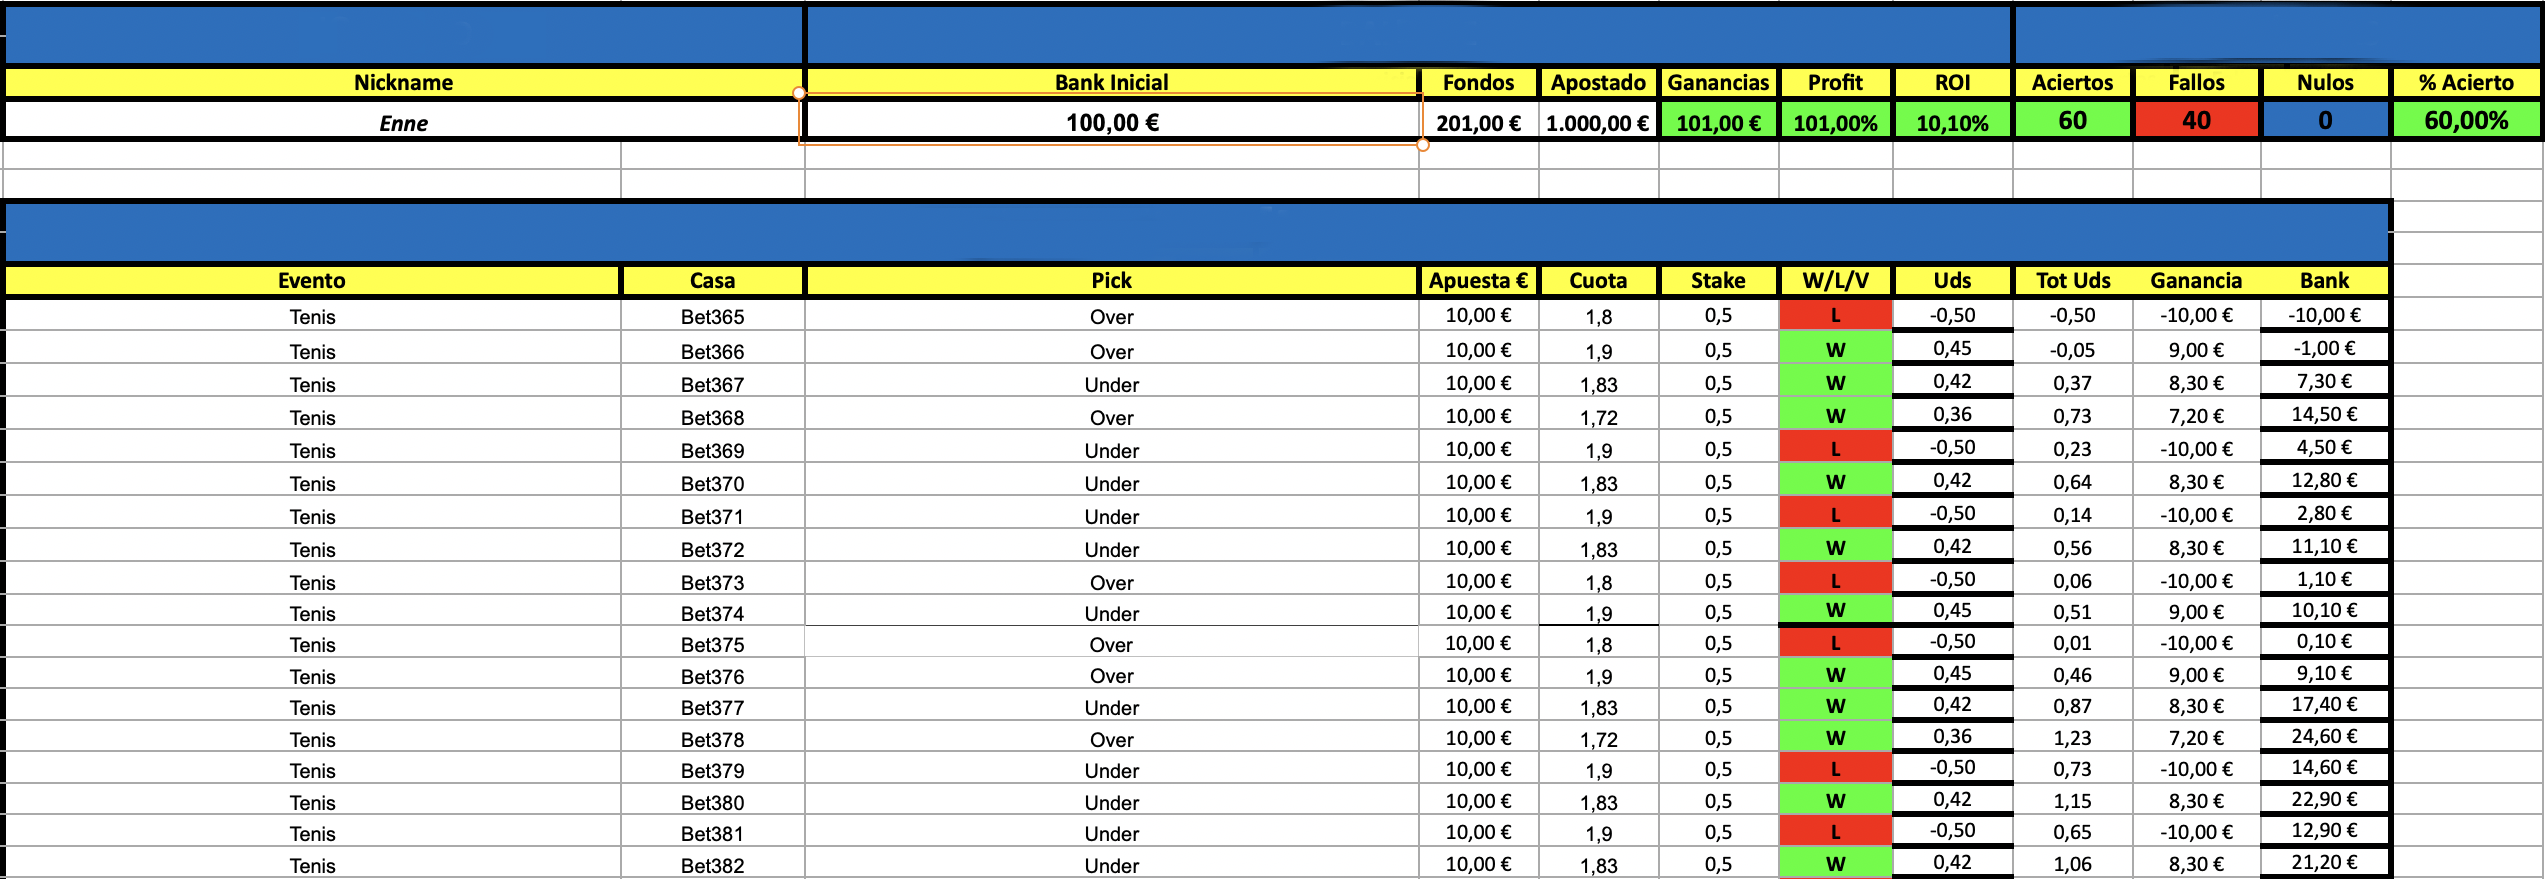 Nickname Bank Inicial Fondos Apostado Ganancias Profit ROI Aciertos Fallos Nulos % Acierto
Enne 100,00 € 201,00 € 1.000,00 € 101,00 € 101,00% 10,10% 60 40 0 60,00%
Evento Casa Pick Apuesta € Cuota Stake W/L/V Uds Tot Uds Ganancia Bank
Tenis Bet365 Over 10,00 € 1,8 0,5 L -0,50 -0,50 -10,00 € -10,00 €
Tenis Bet366 Over 10,00 € 1,9 0,5 W 0,45 -0,05 9,00 € -1,00 €
Tenis Bet367 Under 10,00 € 1,83 0,5 W 0,42 0,37 8,30 € 7,30 €
Tenis Bet368 Over 10,00 € 1,72 0,5 W 0,36 0,73 7,20 € 14,50 €
Tenis Bet369 Under 10,00 € 1,9 0,5 L -0,50 0,23 -10,00 € 4,50 €
Tenis Bet370 Under 10,00 € 1,83 0,5 W 0,42 0,64 8,30 € 12,80 €
Tenis Bet371 Under 10,00 € 1,9 0,5 L -0,50 0,14 -10,00 € 2,80 €
Tenis Bet372 Under 10,00 € 1,83 0,5 W 0,42 0,56 8,30 € 11,10 €
Tenis Bet373 Over 10,00 € 1,8 0,5 L -0,50 0,06 -10,00 € 1,10 €
Tenis Bet374 Under 10,00 € 1,9 0,5 W 0,45 0,51 9,00 € 10,10 €
Tenis Bet375 Over 10,00 € 1,8 0,5 L -0,50 0,01 -10,00 € 0,10 €
Tenis Bet376 Over 10,00 € 1,9 0,5 W 0,45 0,46 9,00 € 9,10 €
Tenis Bet377 Under 10,00 € 1,83 0,5 W 0,42 0,87 8,30 € 17,40 €
Tenis Bet378 Over 10,00 € 1,72 0,5 W 0,36 1,23 7,20 € 24,60 €
Tenis Bet379 Under 10,00 € 1,9 0,5 L -0,50 0,73 -10,00 € 14,60 €
Tenis Bet380 Under 10,00 € 1,83 0,5 W 0,42 1,15 8,30 € 22,90 €
Tenis Bet381 Under 10,00 € 1,9 0,5 L -0,50 0,65 -10,00 € 12,90 €
Tenis Bet382 Under 10,00 € 1,83 0,5 W 0,42 1,06 8,30 € 21,20 €